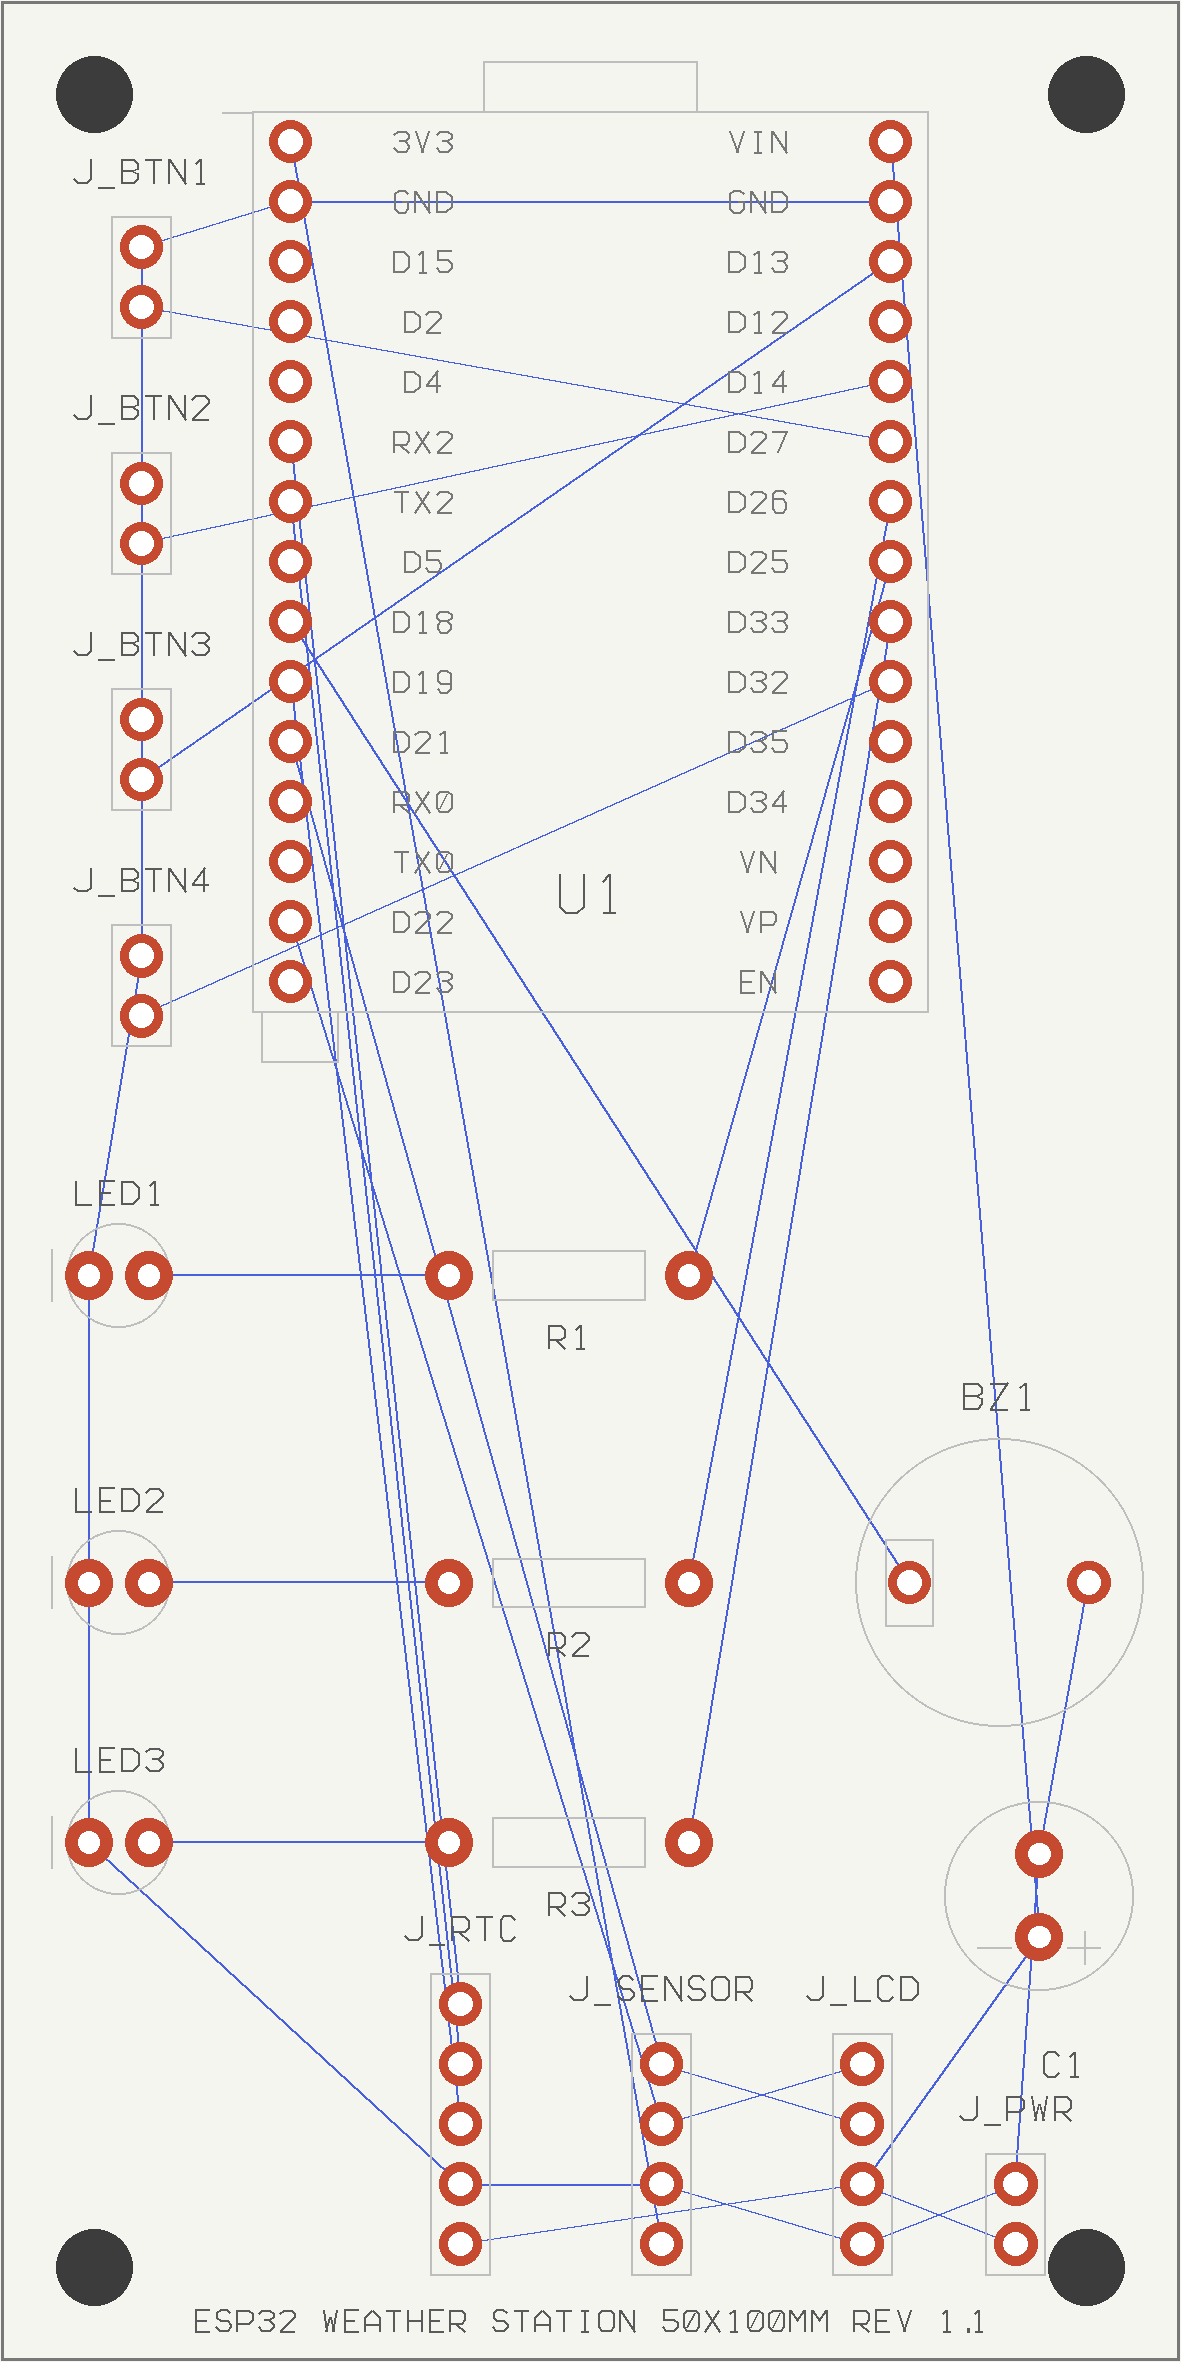 J_BTN1
3V3 VIN
GND GND
D15 D13
D2 D12
D4 D14
RX2 D27
TX2 D26
D5 D25
D18 D33
D19 D32
D21 D35
RX0 D34
TX0 VN
D22 VP
D23 EN
U1
J_BTN2
J_BTN3
J_BTN4
LED1
R1
BZ1
LED2
R2
LED3
R3
J_RTC
J_SENSOR
J_LCD
C1
J_PWR
ESP32 WEATHER STATION 50X100MM REV 1.1